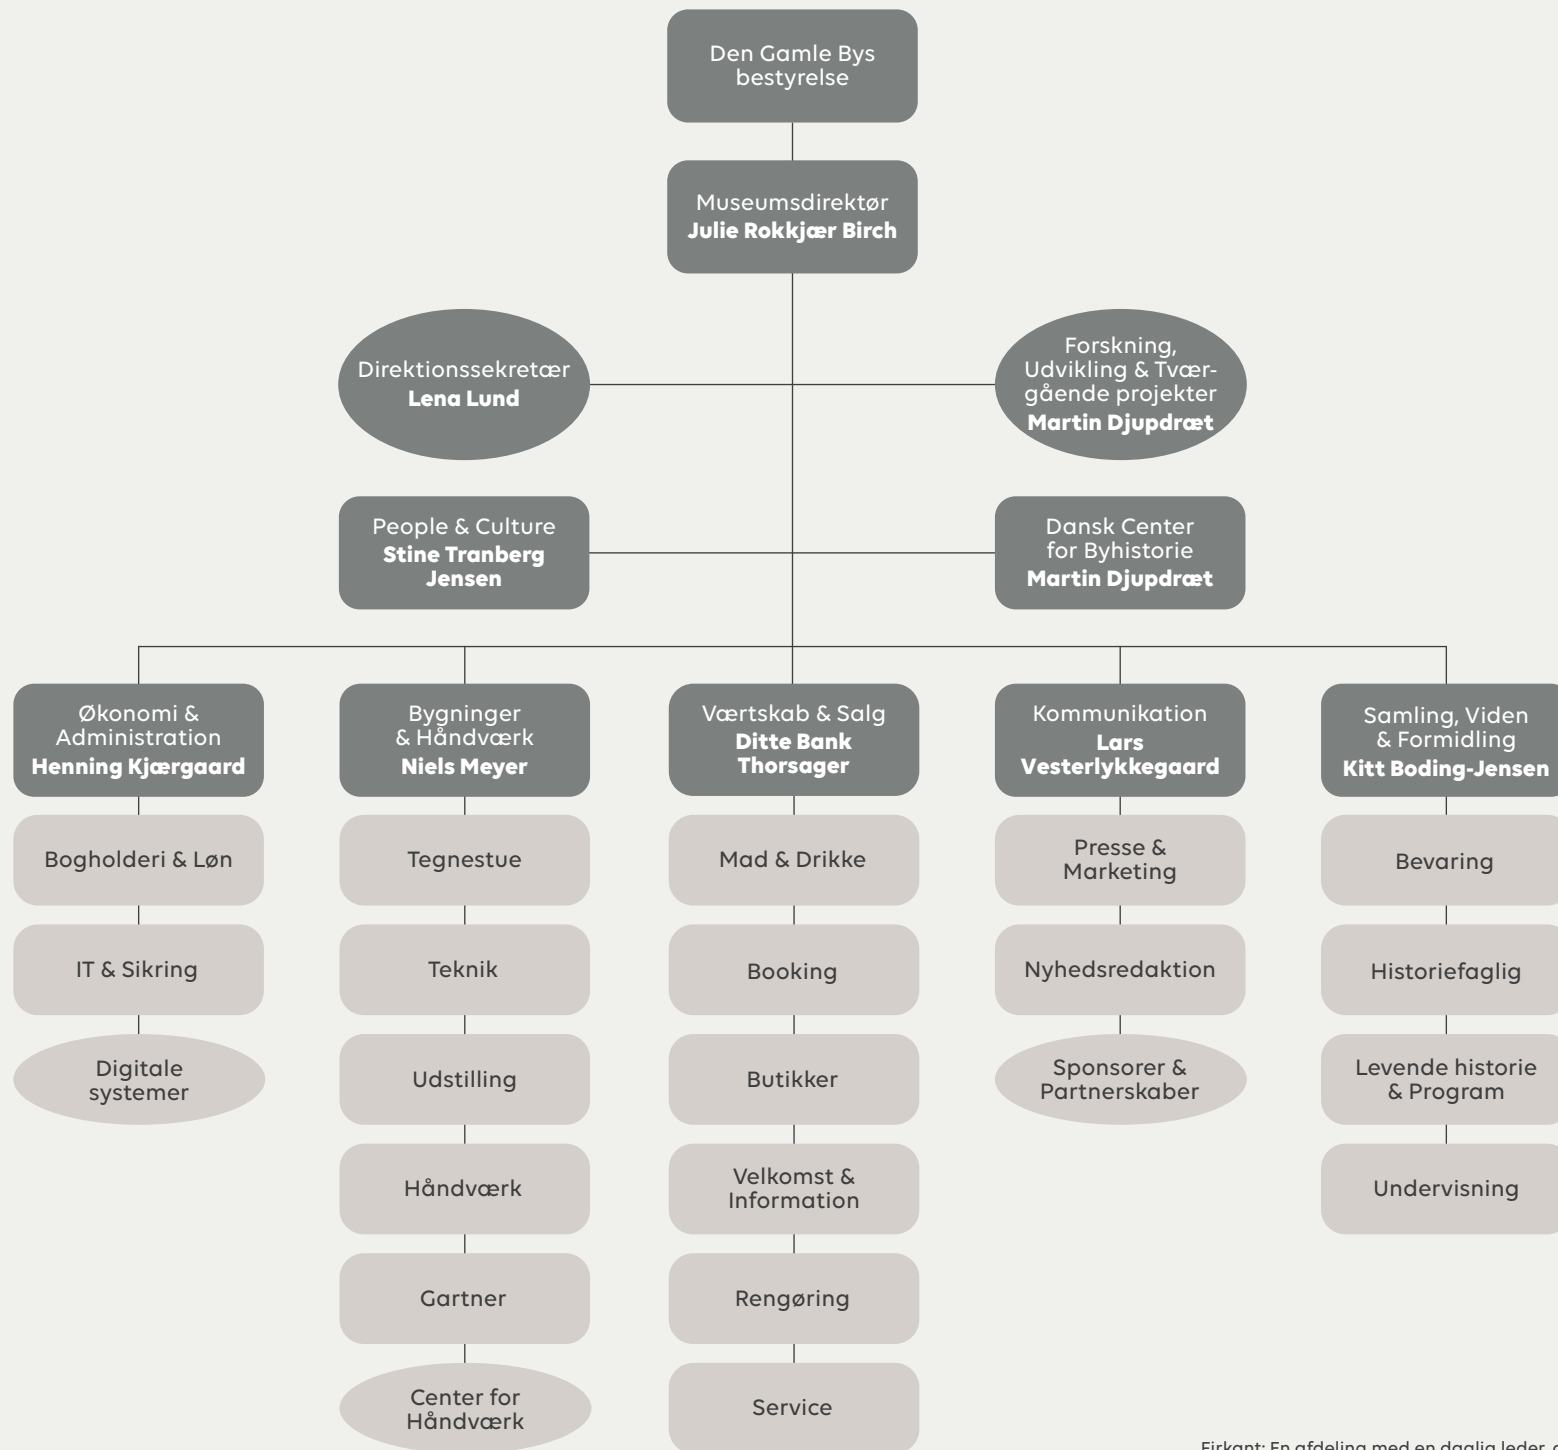 Den Gamle Bys
bestyrelse
Museumsdirektør
Julie Rokkjær Birch
Direktionssekretær
Lena Lund
Forskning,
Udvikling & Tvær-
gående projekter
Martin Djupdræt
People & Culture
Stine Tranberg
Jensen
Dansk Center
for Byhistorie
Martin Djupdræt
Økonomi &
Administration
Henning Kjærgaard
Bogholderi & Løn
IT & Sikring
Digitale
systemer
Bygninger
& Håndværk
Niels Meyer
Tegnestue
Teknik
Udstilling
Håndværk
Gartner
Center for
Håndværk
Værtskab & Salg
Ditte Bank
Thorsager
Mad & Drikke
Booking
Butikker
Velkomst &
Information
Rengøring
Service
Kommunikation
Lars
Vesterlykkegaard
Presse &
Marketing
Nyhedsredaktion
Sponsorer &
Partnerskaber
Samling, Viden
& Formidling
Kitt Boding-Jensen
Bevaring
Historiefaglig
Levende historie
& Program
Undervisning
Firkant: En afdeling med en daglig leder